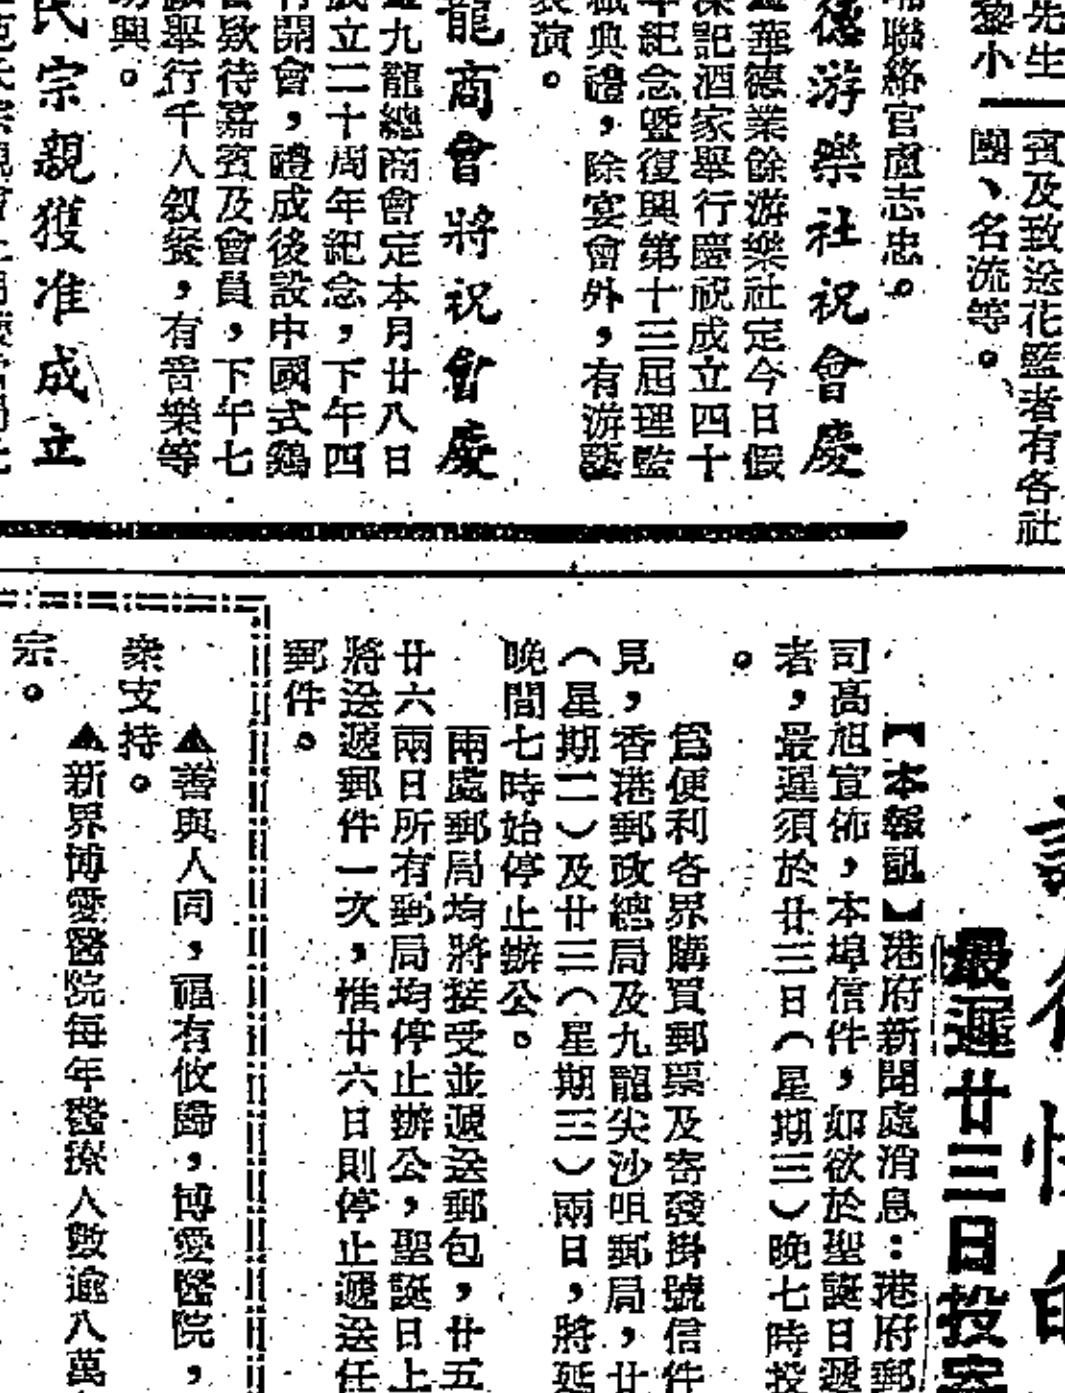 先生
黎小
賓及致送花籃者有各社
團、名流等。
聯絡官盧志忠。
德游樂社祝會慶
華德業餘游樂社定今日假
記酒家舉行慶祝成立四十
年紀念暨復興第十三屆理監
職典禮，除宴會外，有游藝
表演。
龍商會將祝會慶
九龍總商會定本月廿八日
成立二十周年紀念，下午四
開會，禮成後設中國式鷄
欵待嘉賓及會員，下午七
舉行千人叙餐，有音樂等
助興。
民宗親獲准成立
最遲廿三日投寄
【本報訊】港府新聞處消息：港府郵
司高旭宣佈，本埠信件，如欲於聖誕日遞
者，最遲須於廿三日（星期三）晚七時投
。
爲便利各界購買郵票及寄發掛號信件
見，香港郵政總局及九龍尖沙咀郵局，廿
（星期二）及廿三（星期三）兩日，將延
晚間七時始停止辦公。
兩處郵局均將接受並遞送郵包，廿五
廿六兩日所有郵局均停止辦公，聖誕日上
將送遞郵件一次，惟廿六日則停止遞送任
郵件。
▲善與人同，福有攸歸，博愛醫院，
衆支持。
▲新界博愛醫院每年醫療人數逾八萬
宗。